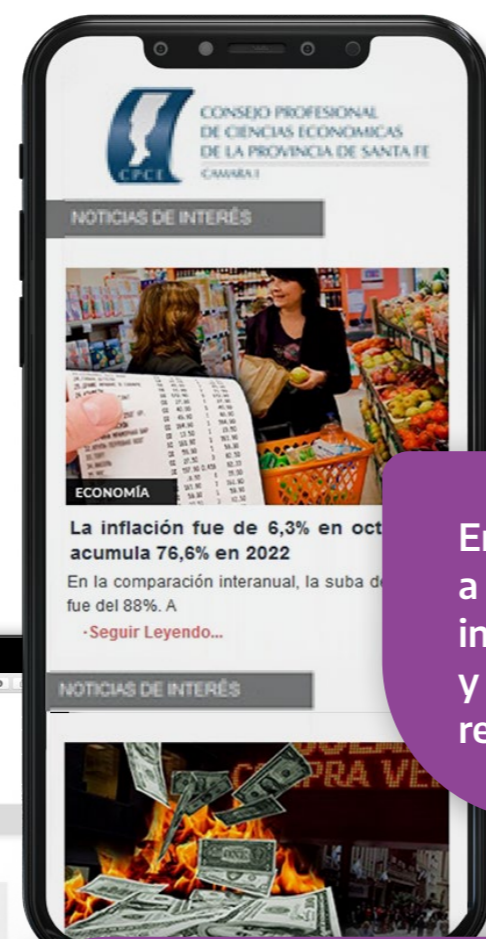 CPCE
CONSEJO PROFESIONAL
DE CIENCIAS ECONOMICAS
DE LA PROVINCIA DE SANTA FE
CAMARA I
NOTICIAS DE INTERÉS
ECONOMÍA
La inflación fue de 6,3% en oct
acumula 76,6% en 2022
En la comparación interanual, la suba d
fue del 88%. A
-Seguir Leyendo...
NOTICIAS DE INTERÉS
PRA VE
En
a
in
y
re